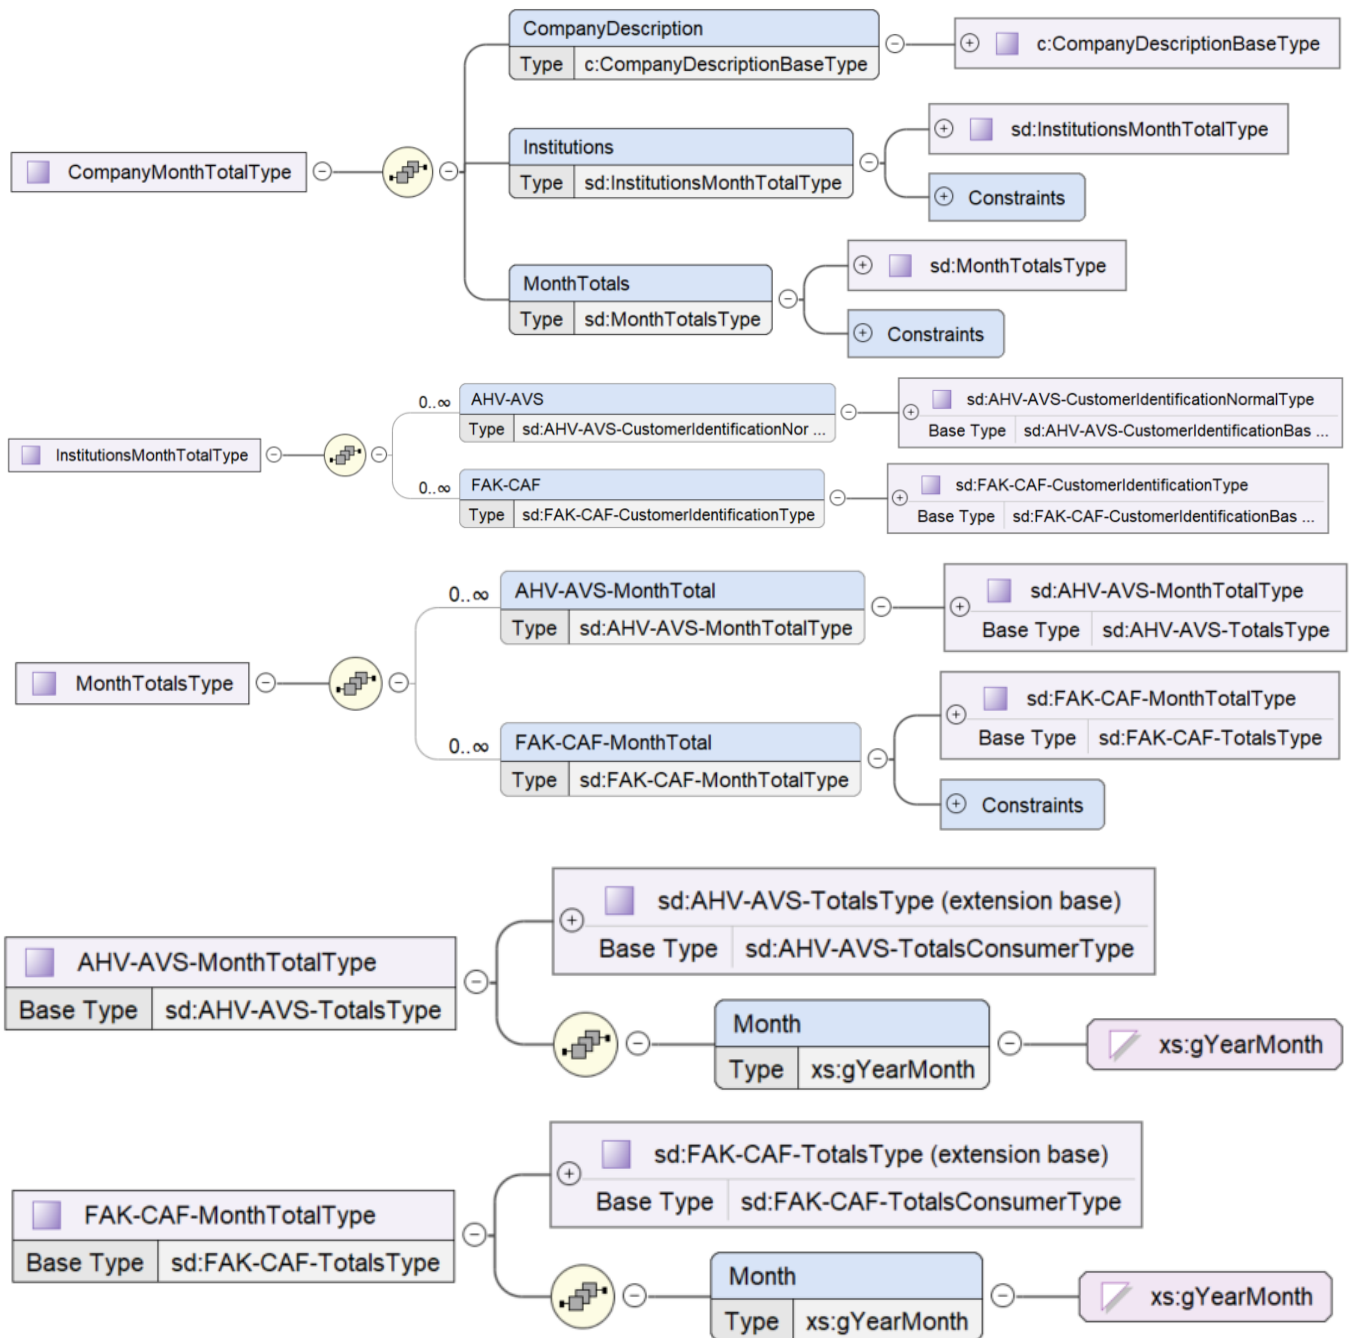 CompanyDescription
Type c:CompanyDescriptionBaseType
c:CompanyDescriptionBaseType
CompanyMonthTotalType
Institutions
Type sd:InstitutionsMonthTotalType
sd:InstitutionsMonthTotalType
Constraints
MonthTotals
Type sd:MonthTotalsType
sd:MonthTotalsType
Constraints
InstitutionsMonthTotalType
0..∞
AHV-AVS
Type sd:AHV-AVS-CustomerIdentificationNor ...
sd:AHV-AVS-CustomerIdentificationNormalType
Base Type sd:AHV-AVS-CustomerIdentificationBas ...
0..∞
FAK-CAF
Type sd:FAK-CAF-CustomerIdentificationType
sd:FAK-CAF-CustomerIdentificationType
Base Type sd:FAK-CAF-CustomerIdentificationBas ...
MonthTotalsType
0..∞
AHV-AVS-MonthTotal
Type sd:AHV-AVS-MonthTotalType
sd:AHV-AVS-MonthTotalType
Base Type sd:AHV-AVS-TotalsType
0..∞
FAK-CAF-MonthTotal
Type sd:FAK-CAF-MonthTotalType
sd:FAK-CAF-MonthTotalType
Base Type sd:FAK-CAF-TotalsType
Constraints
AHV-AVS-MonthTotalType
Base Type sd:AHV-AVS-TotalsType
sd:AHV-AVS-TotalsType (extension base)
Base Type sd:AHV-AVS-TotalsConsumerType
Month
Type xs:gYearMonth
xs:gYearMonth
FAK-CAF-MonthTotalType
Base Type sd:FAK-CAF-TotalsType
sd:FAK-CAF-TotalsType (extension base)
Base Type sd:FAK-CAF-TotalsConsumerType
Month
Type xs:gYearMonth
xs:gYearMonth